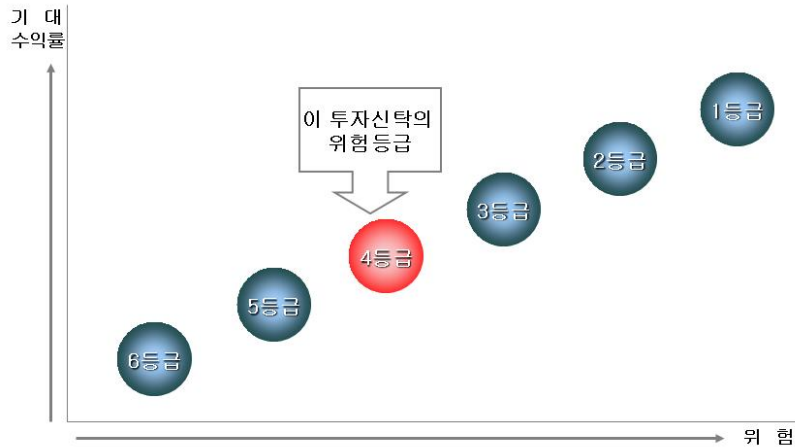 기 대
수익률
이 투자신탁의
위험등급
1등급
2등급
3등급
4등급
5등급
6등급
위 험